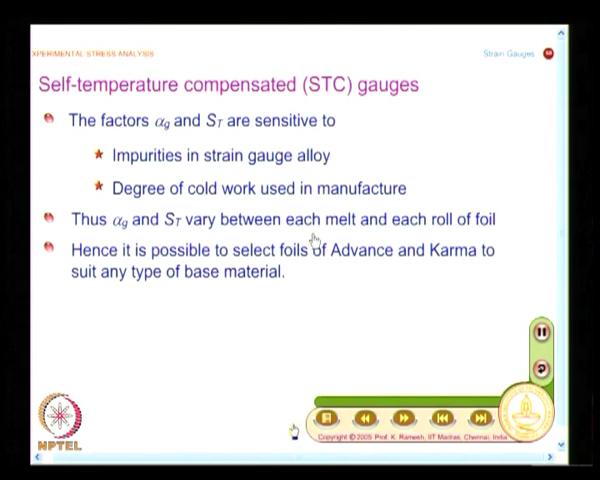 XPERIMENTAL STRESS ANALYSIS
Strain Gauges
Self-temperature compensated (STC) gauges
The factors αg and ST are sensitive to
Impurities in strain gauge alloy
Degree of cold work used in manufacture
Thus αg and ST vary between each melt and each roll of foil
Hence it is possible to select foils of Advance and Karma to
suit any type of base material.
NPTEL
Copyright © 2005 Prof. K. Ramesh, IIT Madras, Chennai, India